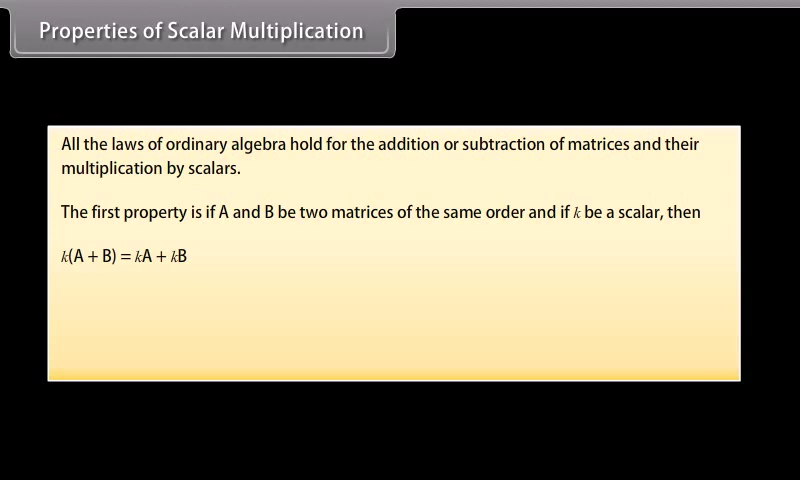 Properties of Scalar Multiplication
All the laws of ordinary algebra hold for the addition or subtraction of matrices and their
multiplication by scalars.
The first property is if A and B be two matrices of the same order and if k be a scalar, then
k(A + B) = kA + kB